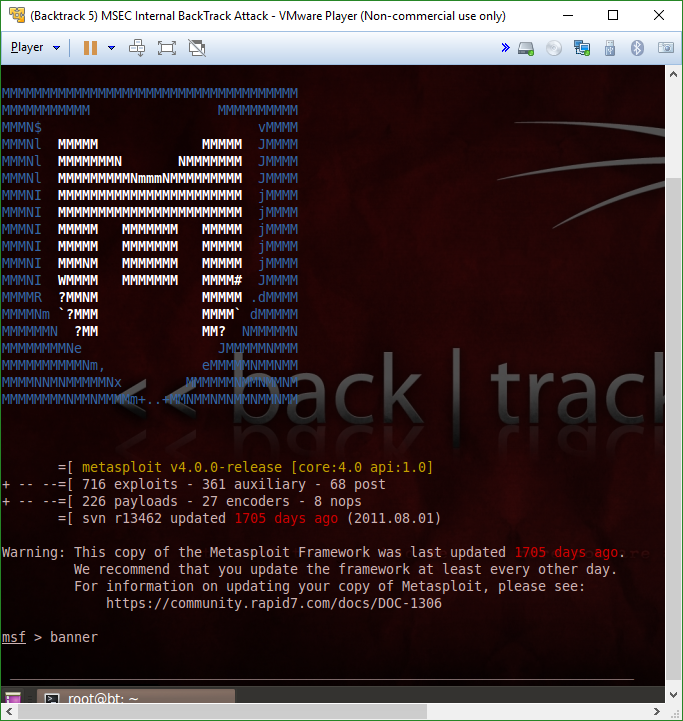 (Backtrack 5) MSEC Internal BackTrack Attack - VMware Player (Non-commercial use only)
Player
MMMMMMMMMMMMMMMMMMMMMMMMMMMMMMMMMMMMM
MMMMMMMMMMM                MMMMMMMMMM
MMMN$                           vMMMM
MMMNl  MMMMM             MMMMM  JMMMM
MMMNl  MMMMMMMN       NMMMMMMM  JMMMM
MMMNl  MMMMMMMMMNmmmNMMMMMMMMM  JMMMM
MMMNI  MMMMMMMMMMMMMMMMMMMMMMM  jMMMM
MMMNI  MMMMMMMMMMMMMMMMMMMMMMM  jMMMM
MMMNI  MMMMM   MMMMMMM   MMMMM  jMMMM
MMMNI  MMMMM   MMMMMMM   MMMMM  jMMMM
MMMNI  MMMNM   MMMMMMM   MMMMM  jMMMM
MMMNI  WMMMM   MMMMMMM   MMMM#  JMMMM
MMMMR  ?MMNM             MMMMM .dMMMM
MMMMNm `?MMM             MMMM` dMMMMM
MMMMMMN  ?MM             MM?  NMMMMMN
MMMMMMMMNe                 JMMMMMNMMM
MMMMMMMMMMNm,            eMMMMMNMMNMM
MMMMNNMNMMMMMNx        MMMMMMNMMNMMNM
MMMMMMMMNMMNMMMMm+..+MMNMMNMNMMNMMNMM
<< back | track
=[ metasploit v4.0.0-release [core:4.0 api:1.0]
+ -- --=[ 716 exploits - 361 auxiliary - 68 post
+ -- --=[ 226 payloads - 27 encoders - 8 nops
=[ svn r13462 updated 1705 days ago (2011.08.01)
Warning: This copy of the Metasploit Framework was last updated 1705 days ago.
We recommend that you update the framework at least every other day.
For information on updating your copy of Metasploit, please see:
https://community.rapid7.com/docs/DOC-1306
msf > banner
root@bt: ~